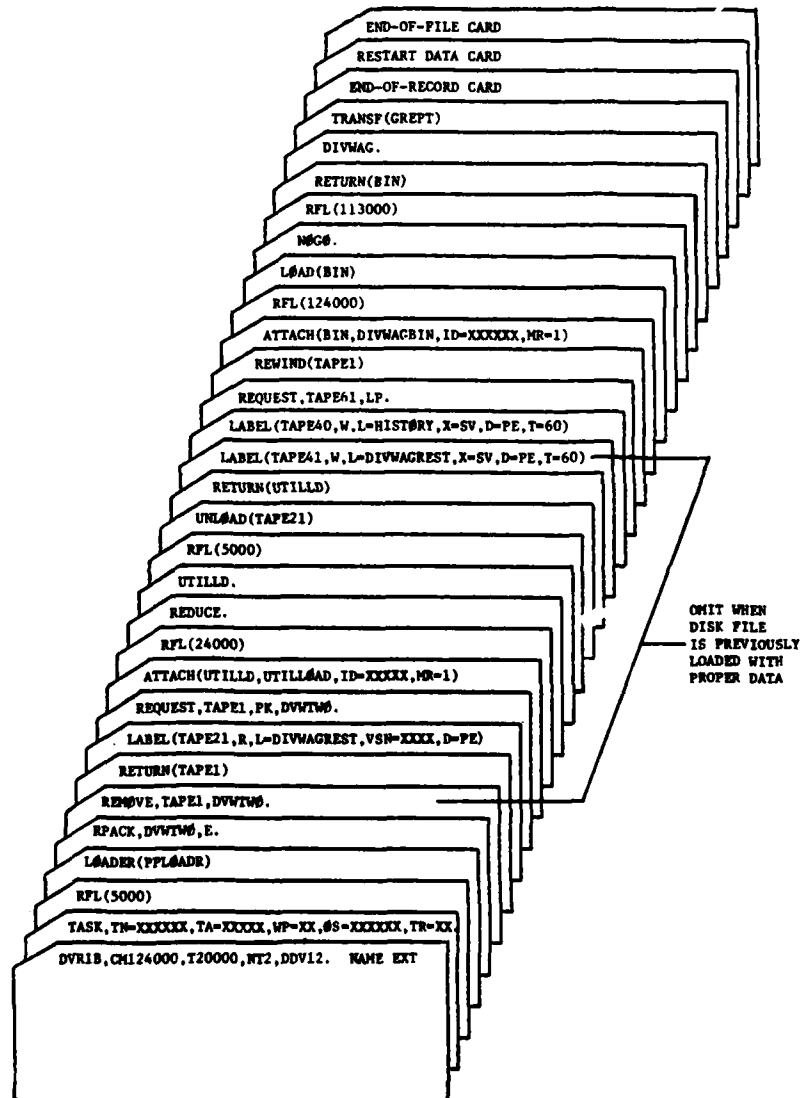 END-OF-FILE CARD
RESTART DATA CARD
END-OF-RECORD CARD
TRANSF(GREPT)
DIVWAG.
RETURN(BIN)
RFL(113000)
NØGØ.
LØAD(BIN)
RFL(124000)
ATTACH(BIN,DIVWAGBIN,ID=XXXXXX,MR=1)
REWIND(TAPE1)
REQUEST,TAPE61,LP.
LABEL(TAPE40,W,L=HISTØRY,X=SV,D=PE,T=60)
LABEL(TAPE41,W,L=DIVWAGREST,X=SV,D=PE,T=60)
RETURN(UTILLD)
UNLØAD(TAPE21)
RFL(5000)
UTILLD.
REDUCE.
RFL(24000)
ATTACH(UTILLD,UTILLØAD,ID=XXXXX,MR=1)
REQUEST,TAPE1,PK,DVWTWØ.
LABEL(TAPE21,R,L=DIVWAGREST,VSN=XXXX,D=PE)
RETURN(TAPE1)
REMØVE,TAPE1,DVWTWØ.
RPACK,DVWTWØ,E.
LØADER(PPLØADR)
RFL(5000)
TASK,TN=XXXXXX,TA=XXXXX,WP=XX,ØS=XXXXXX,TR=XX.
DVR1B,CM124000,T20000,NT2,DDV12. NAME EXT
OMIT WHEN
DISK FILE
IS PREVIOUSLY
LOADED WITH
PROPER DATA